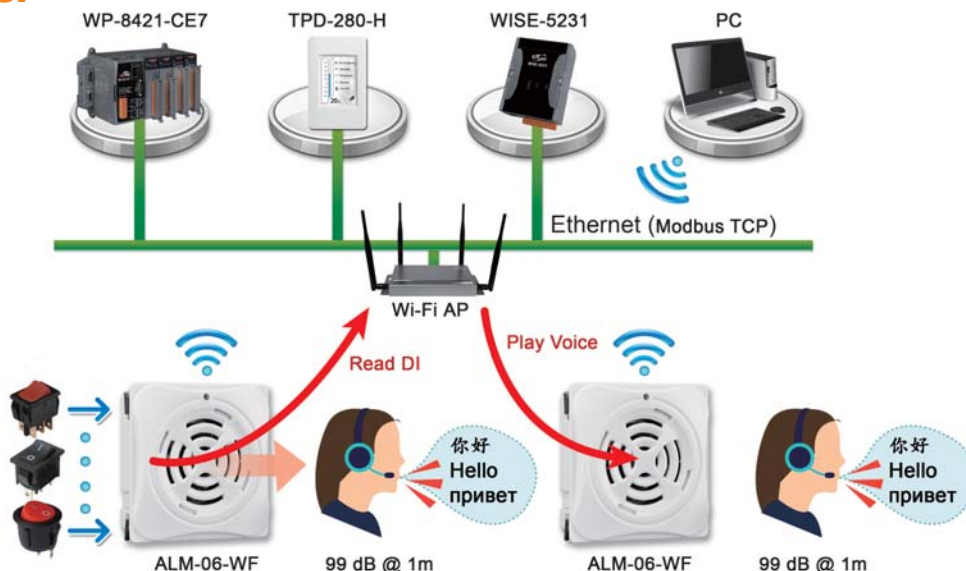 WP-8421-CE7
TPD-280-H
WISE-5231
PC
Ethernet (Modbus TCP)
Wi-Fi AP
Read DI
Play Voice
你好
Hello
привет
你好
Hello
привет
ALM-06-WF
99 dB @ 1m
ALM-06-WF
99 dB @ 1m